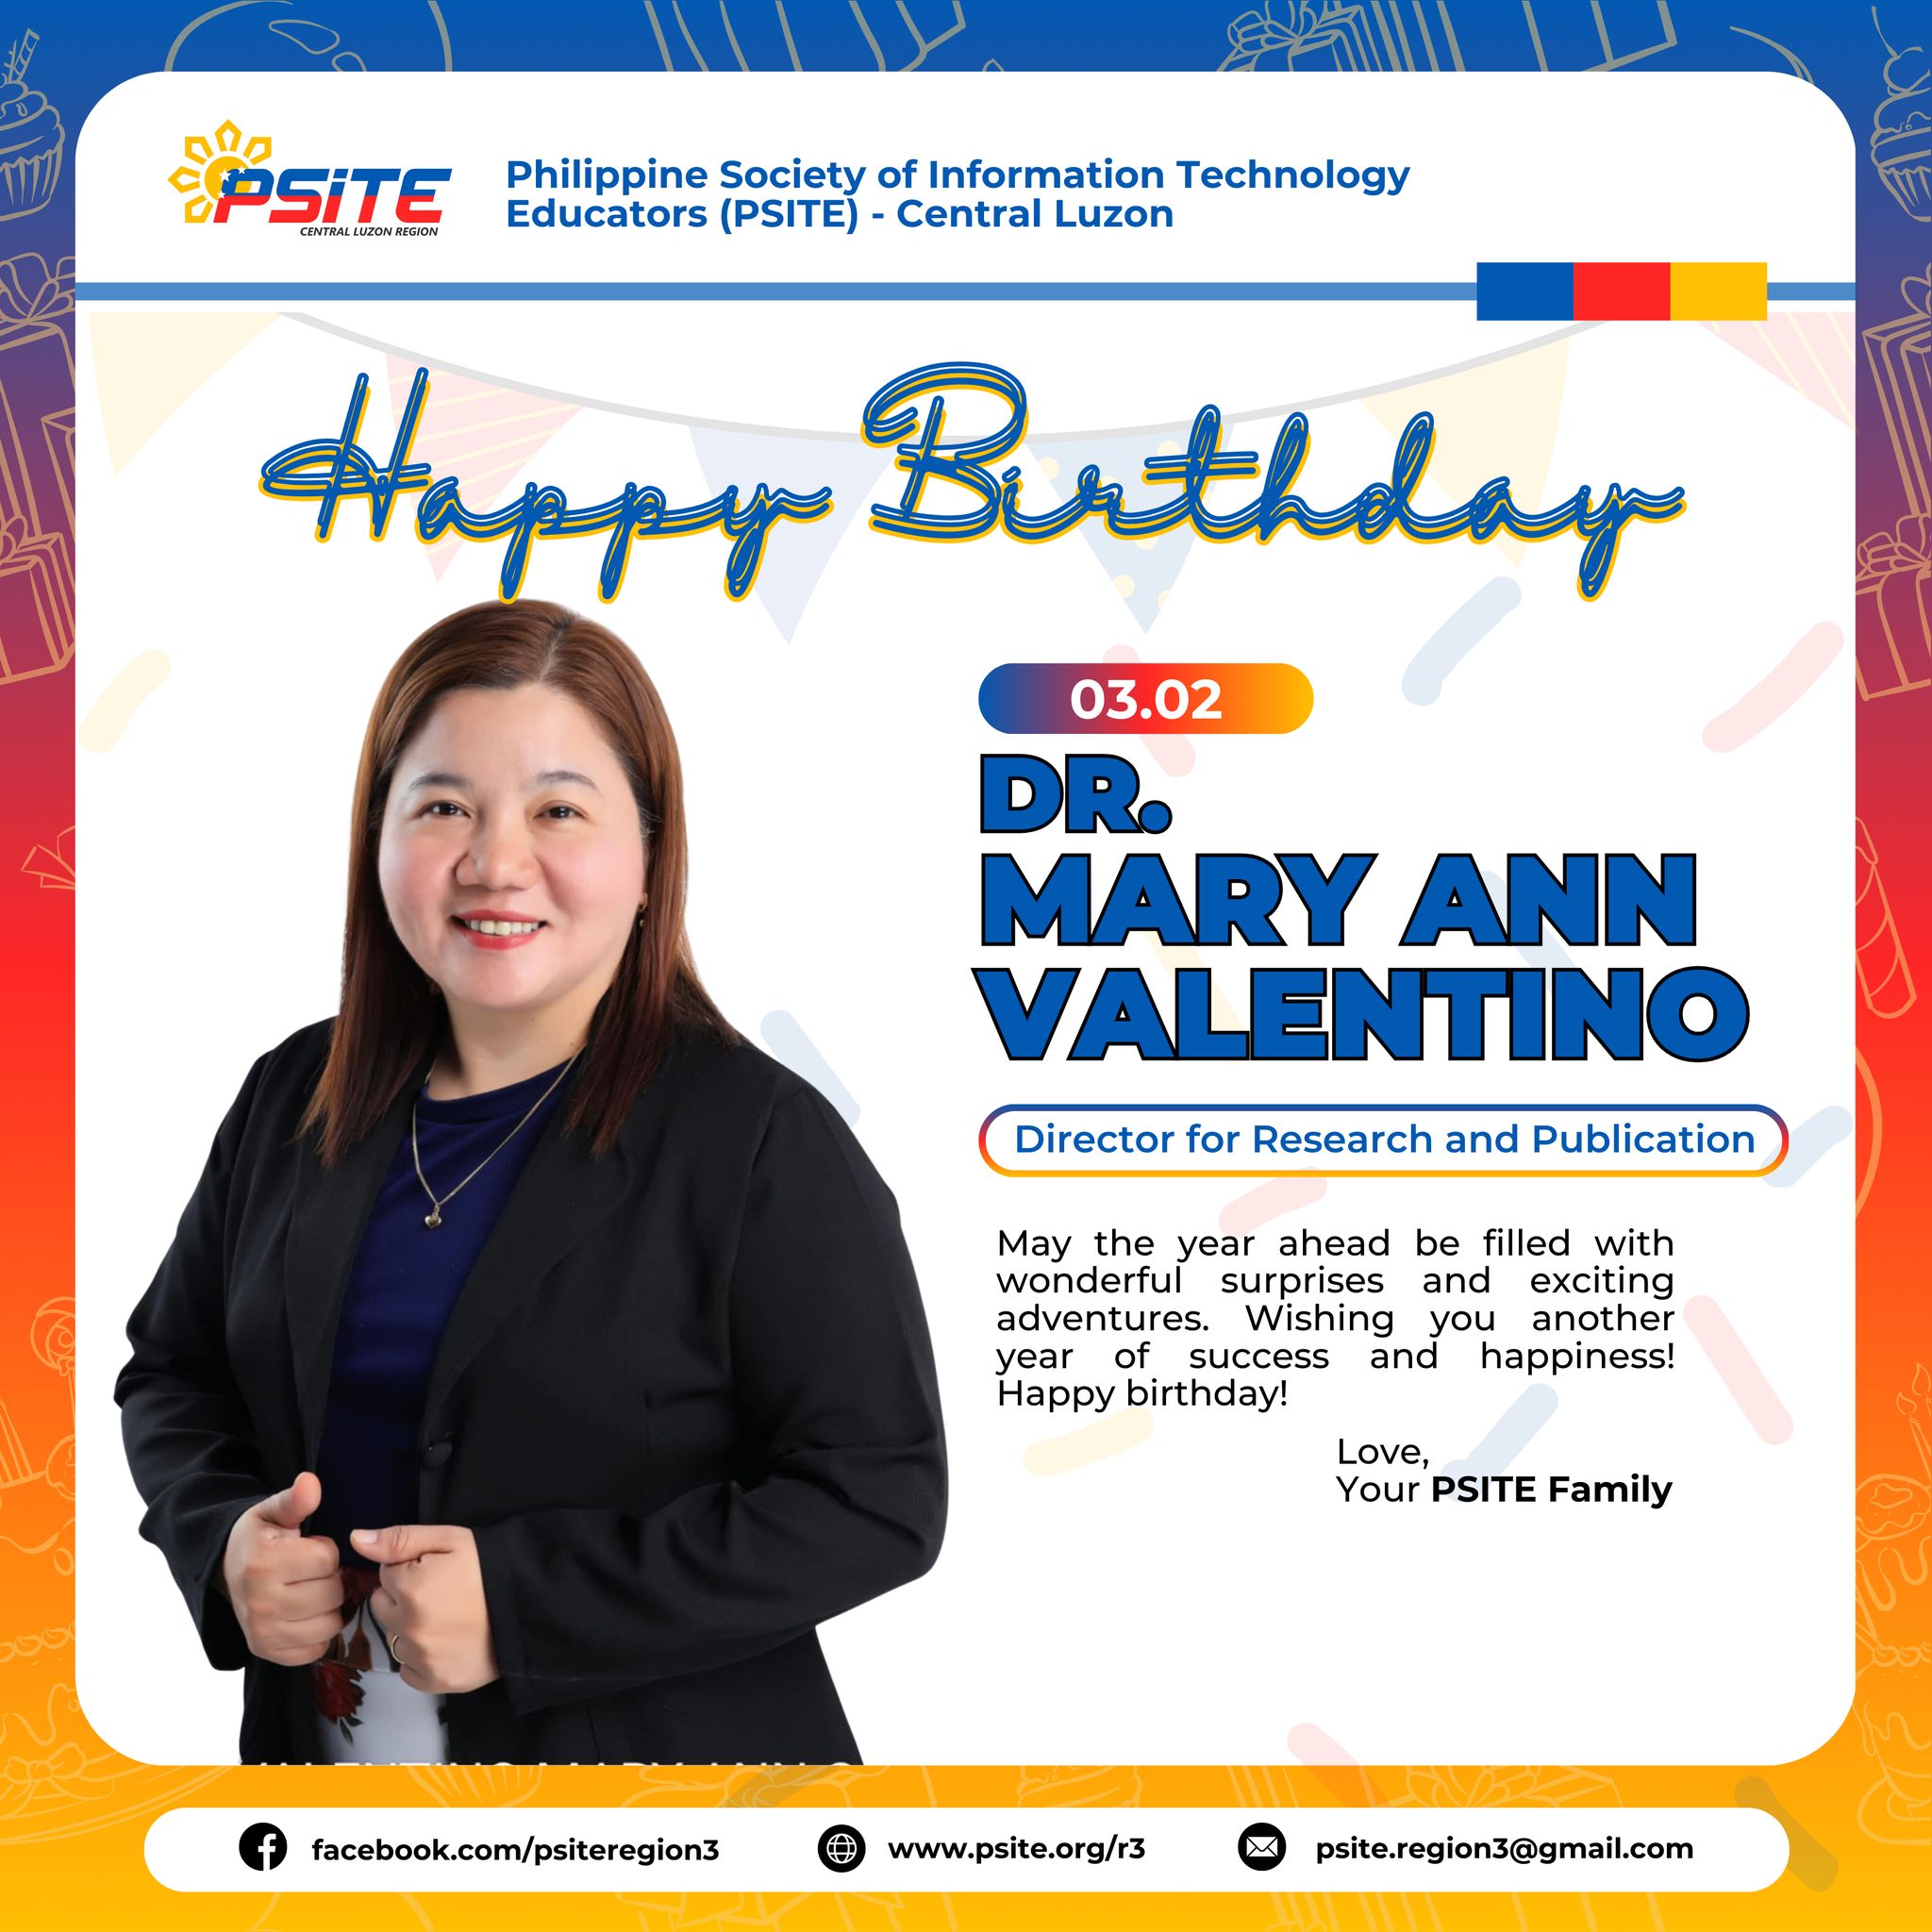 PSiTE
CENTRAL LUZON REGION
Philippine Society of Information Technology
Educators (PSITE) - Central Luzon
Happy Birthday
03.02
DR.
MARY ANN
VALENTINO
Director for Research and Publication
May the year ahead be filled with
wonderful surprises and exciting
adventures. Wishing you another
year of success and happiness!
Happy birthday!
Love,
Your PSITE Family
facebook.com/psiteregion3
www.psite.org/r3
psite.region3@gmail.com